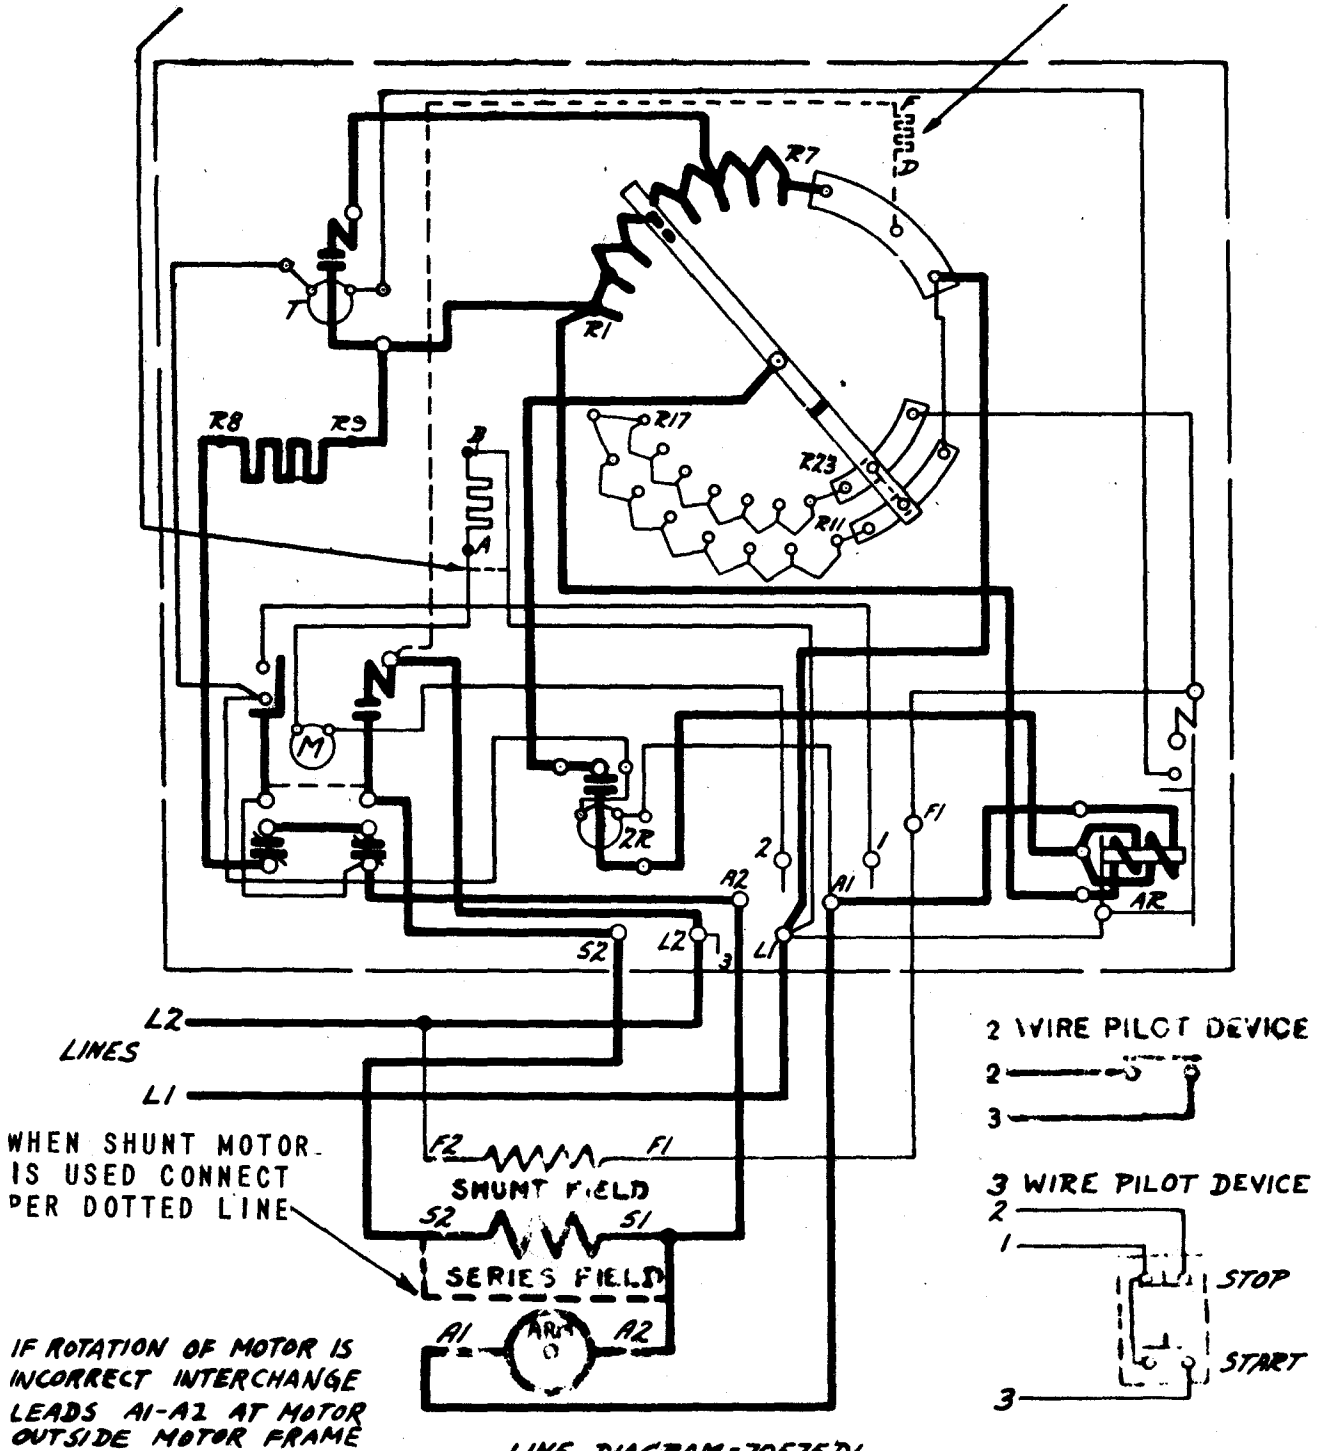 F
D
R7
T
R1
R8
R9
R17
B
R23
R11
A
M
2R
2
1
F1
A2
A1
AR
S2
L2
3
L1
L2
LINES
L1
2 WIRE PILOT DEVICE
2
3
WHEN SHUNT MOTOR
IS USED CONNECT
PER DOTTED LINE
F2
F1
SHUNT FIELD
S2
S1
SERIES FIELD
3 WIRE PILOT DEVICE
2
1
STOP
START
3
A1
ARM
A2
IF ROTATION OF MOTOR IS
INCORRECT INTERCHANGE
LEADS A1-A2 AT MOTOR
OUTSIDE MOTOR FRAME
LINE DIAGRAM-